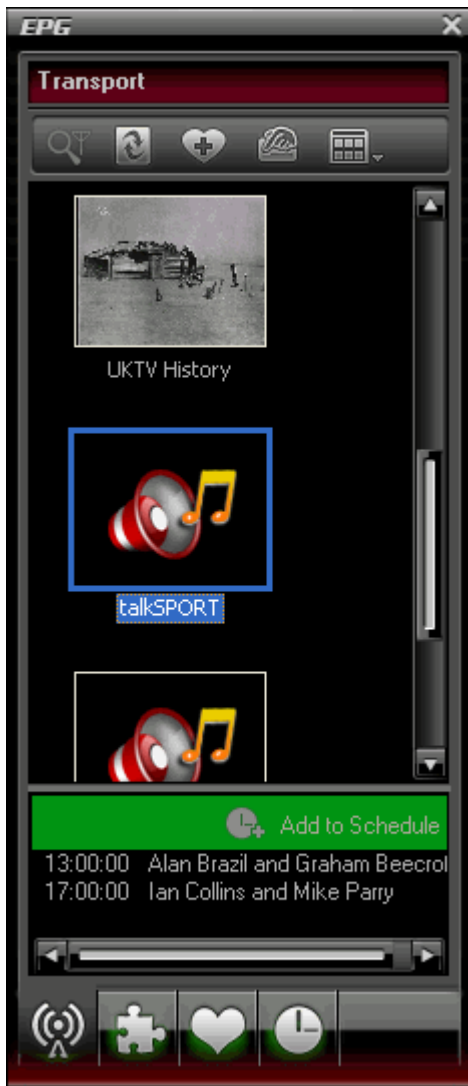 EPG
Transport
UKTV History
talkSPORT
Add to Schedule
13:00:00 Alan Brazil and Graham Beecrof
17:00:00 Ian Collins and Mike Parry